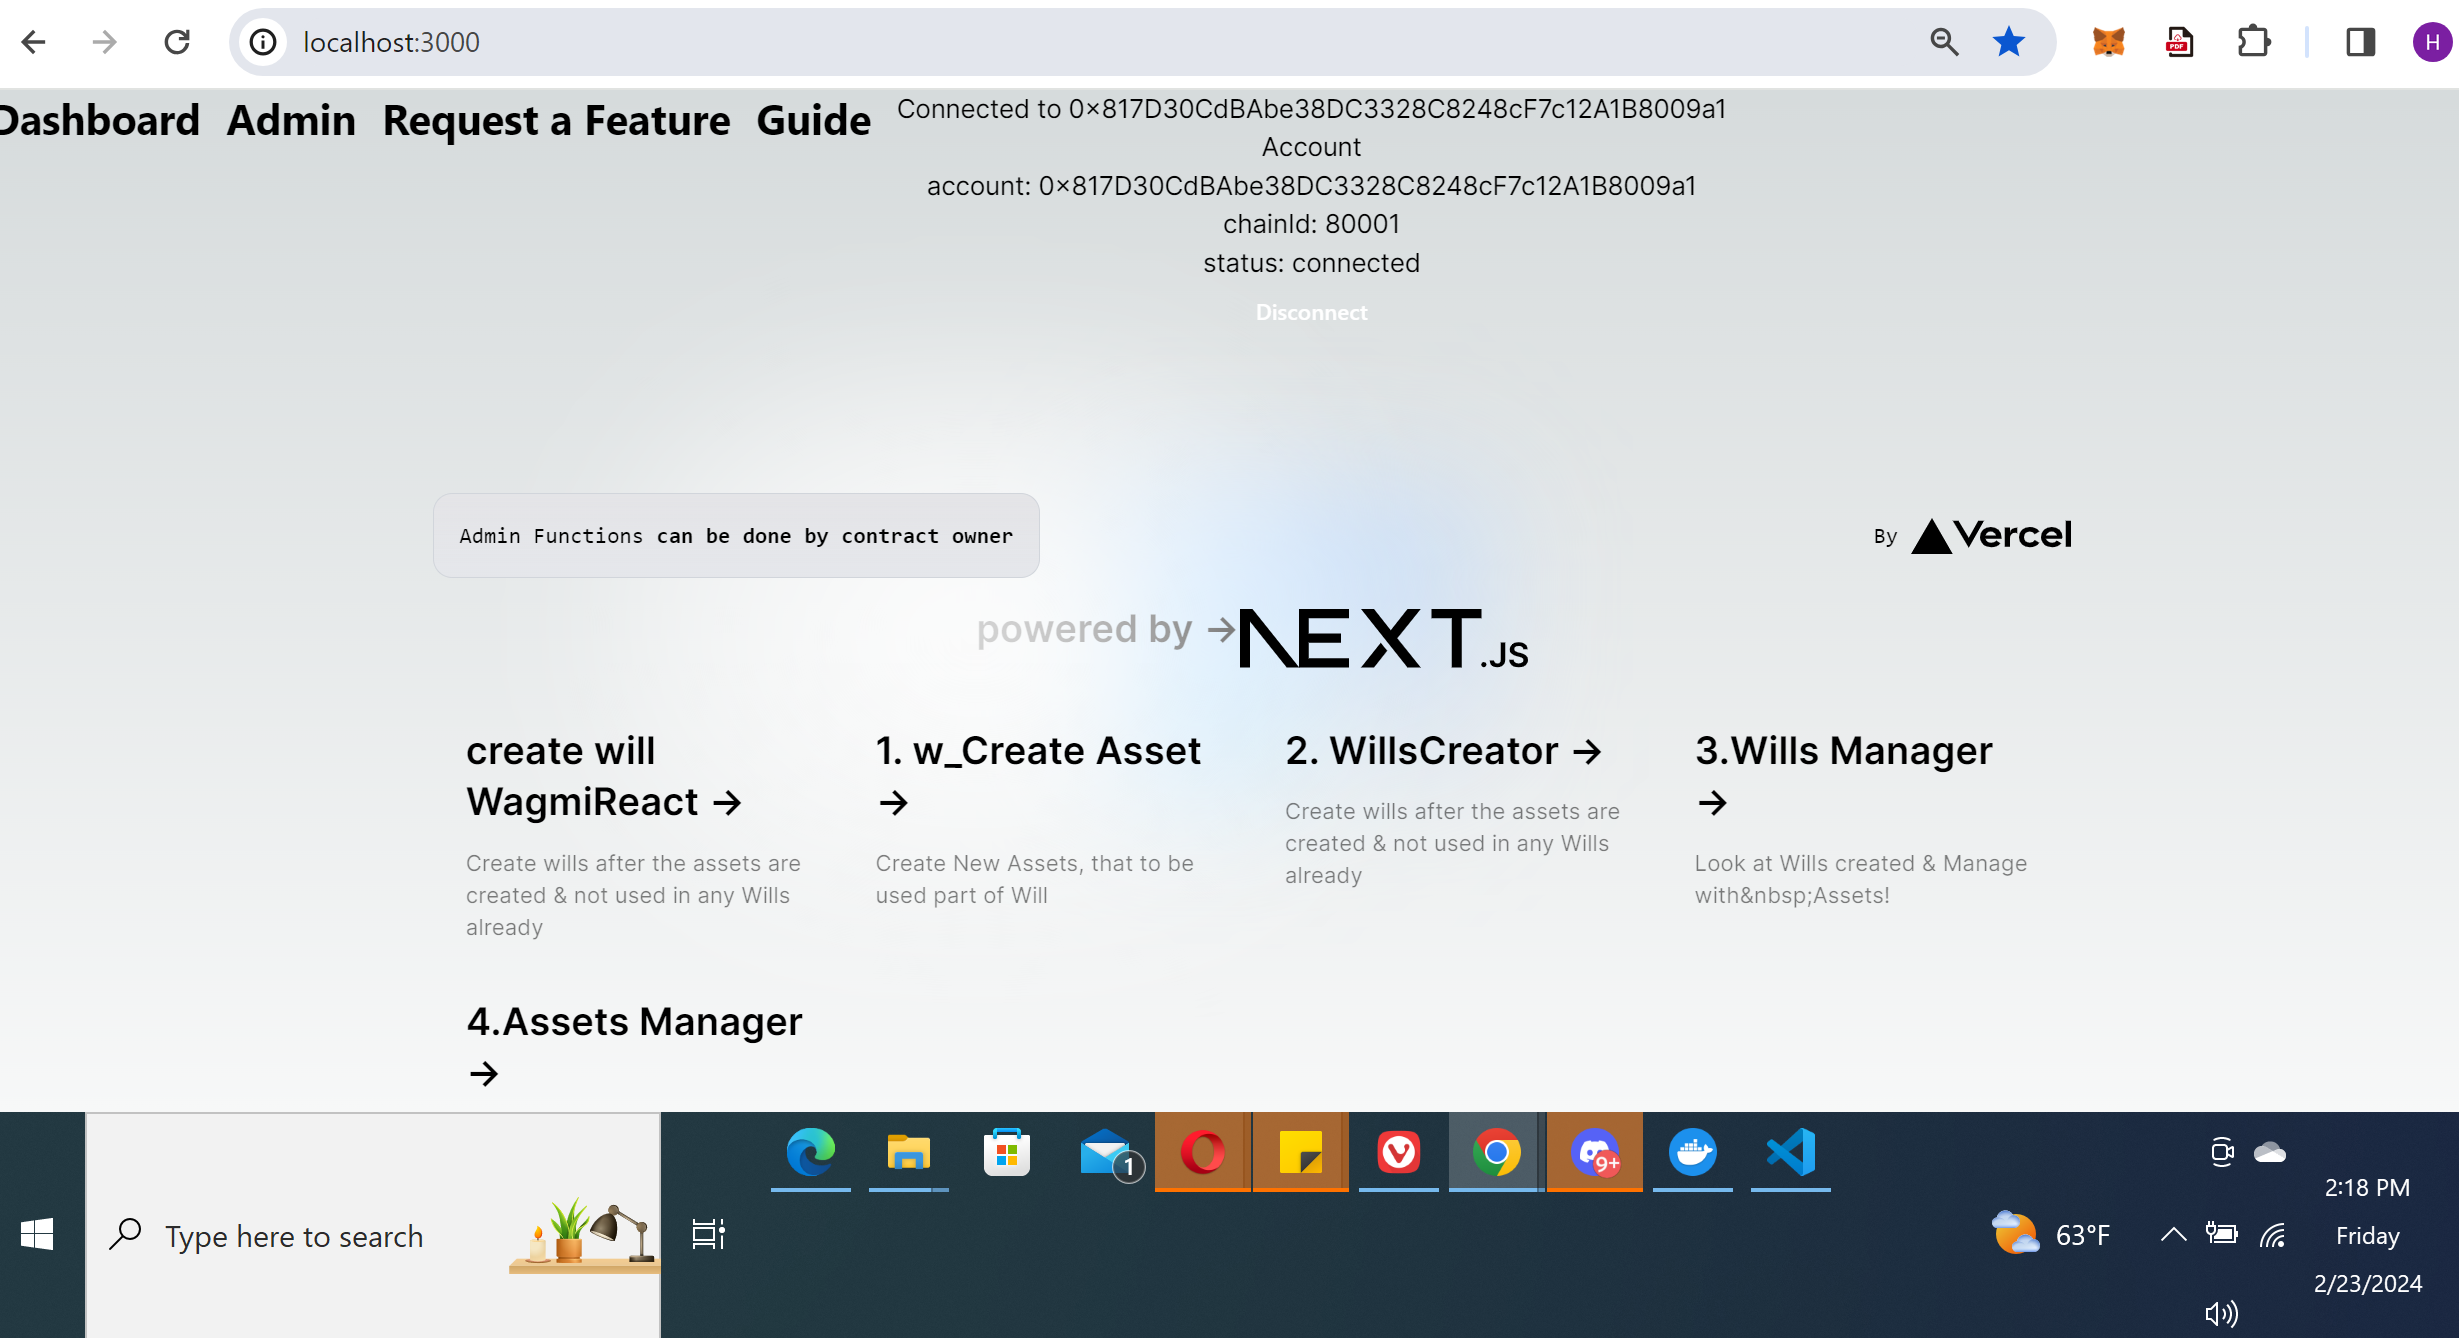 localhost:3000
H
Dashboard Admin Request a Feature Guide
Connected to 0x817D30CdBAbe38DC3328C8248cF7c12A1B8009a1
Account
account: 0x817D30CdBAbe38DC3328C8248cF7c12A1B8009a1
chainId: 80001
status: connected
Disconnect
Admin Functions can be done by contract owner
By Vercel
powered by →NEXT.JS
create will
WagmiReact →
Create wills after the assets are
created & not used in any Wills
already
1. w_Create Asset
→
Create New Assets, that to be
used part of Will
2. WillsCreator →
Create wills after the assets are
created & not used in any Wills
already
3.Wills Manager
→
Look at Wills created & Manage
with&nbsp;Assets!
4.Assets Manager
→
Type here to search
1
9+
63°F
2:18 PM
Friday
2/23/2024